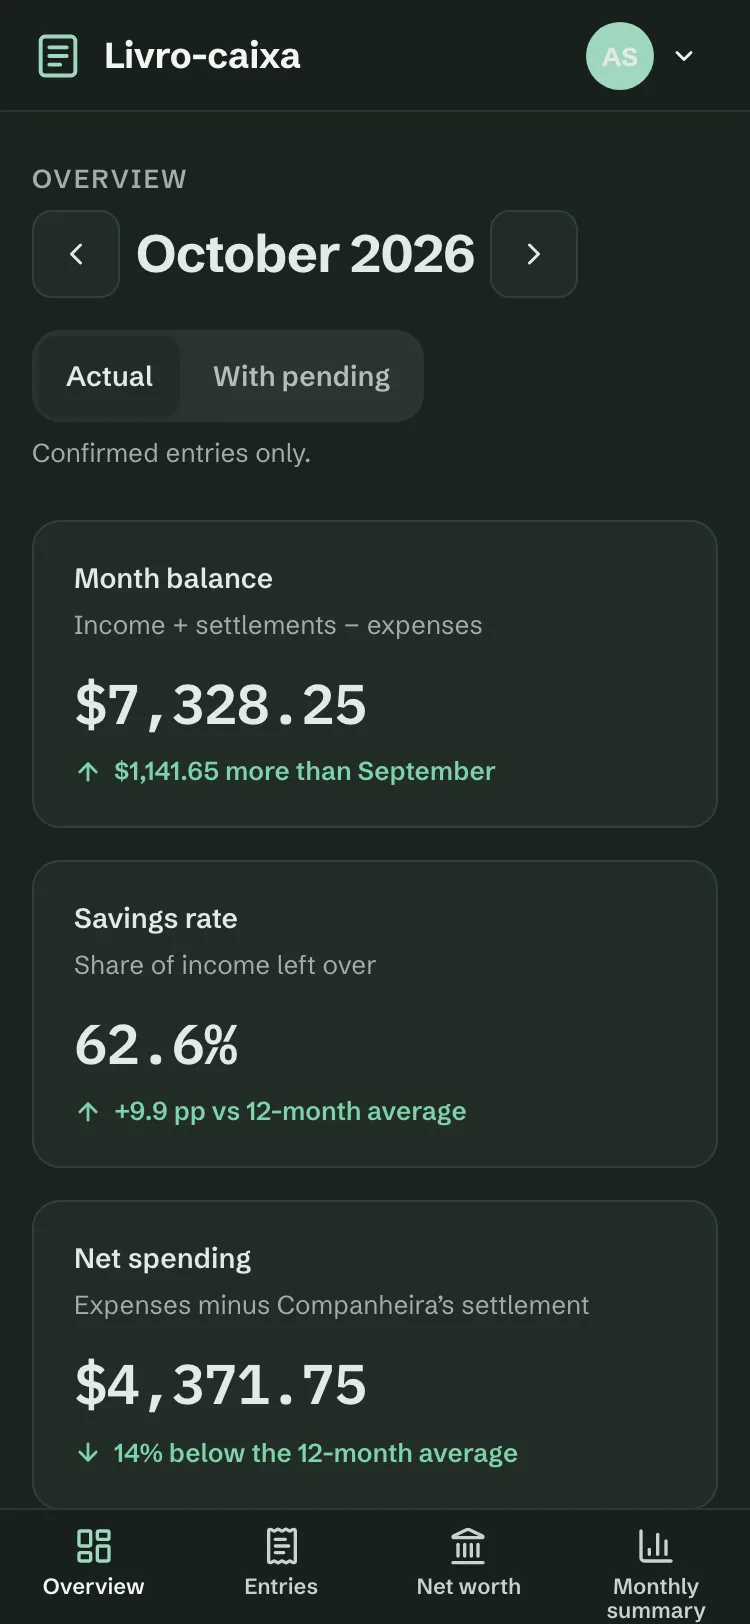 Livro-caixa
AS
OVERVIEW
October 2026
Actual
With pending
Confirmed entries only.
Month balance
Income + settlements − expenses
$7,328.25
↑ $1,141.65 more than September
Savings rate
Share of income left over
62.6%
↑ +9.9 pp vs 12-month average
Net spending
Expenses minus Companheira’s settlement
$4,371.75
↓ 14% below the 12-month average
Overview
Entries
Net worth
Monthly
summary